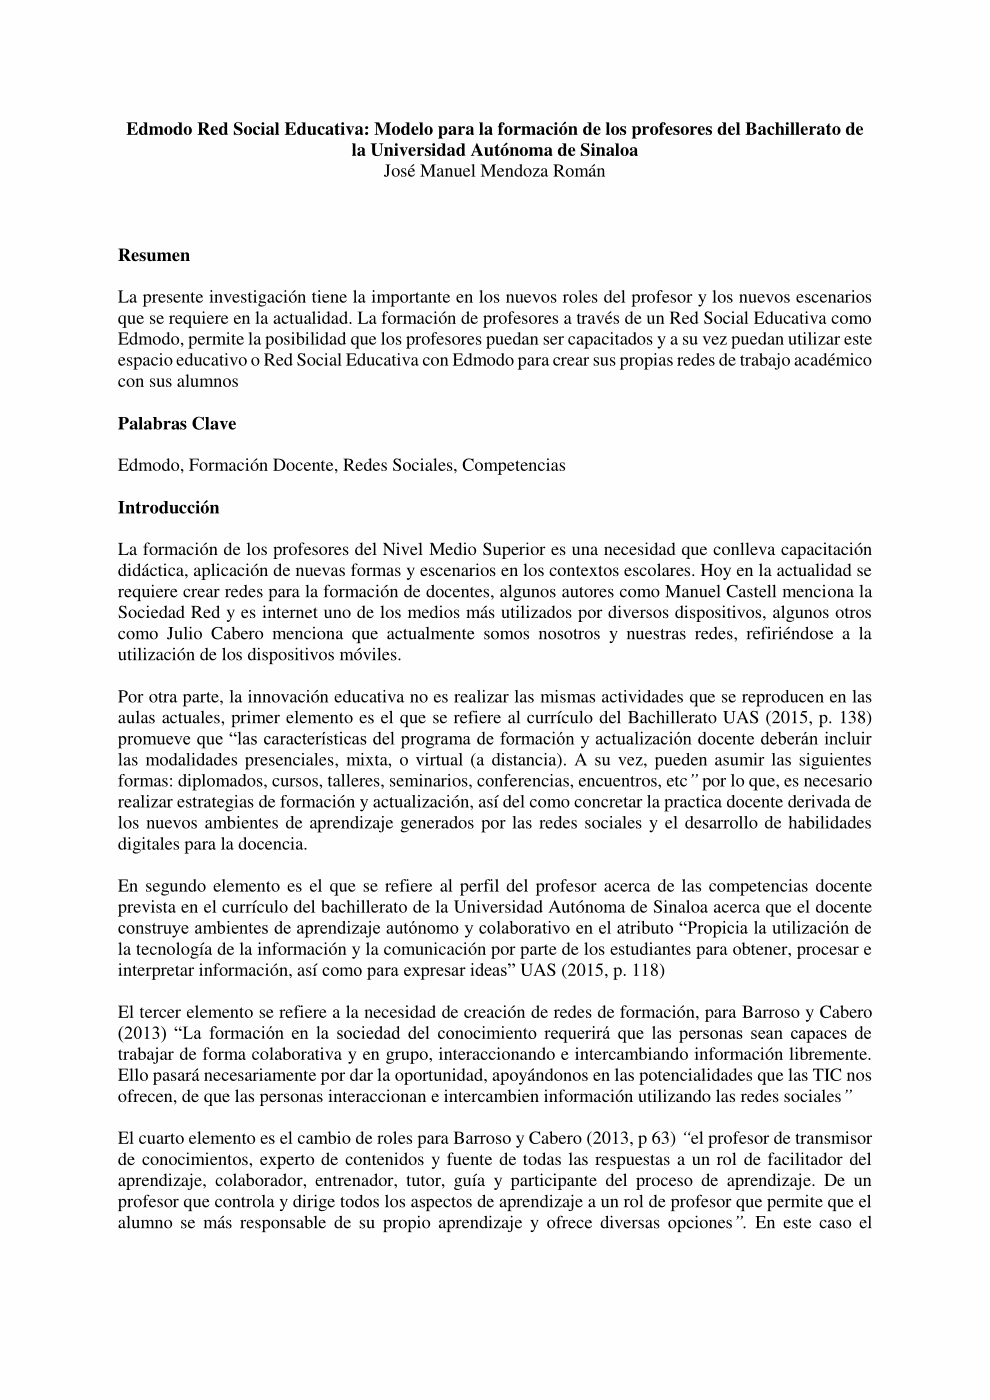 Edmodo Red Social Educativa: Modelo para la formación de los profesores del Bachillerato de
la Universidad Autónoma de Sinaloa
José Manuel Mendoza Román
Resumen
La presente investigación tiene la importante en los nuevos roles del profesor y los nuevos escenarios
que se requiere en la actualidad. La formación de profesores a través de un Red Social Educativa como
Edmodo, permite la posibilidad que los profesores puedan ser capacitados y a su vez puedan utilizar este
espacio educativo o Red Social Educativa con Edmodo para crear sus propias redes de trabajo académico
con sus alumnos
Palabras Clave
Edmodo, Formación Docente, Redes Sociales, Competencias
Introducción
La formación de los profesores del Nivel Medio Superior es una necesidad que conlleva capacitación
didáctica, aplicación de nuevas formas y escenarios en los contextos escolares. Hoy en la actualidad se
requiere crear redes para la formación de docentes, algunos autores como Manuel Castell menciona la
Sociedad Red y es internet uno de los medios más utilizados por diversos dispositivos, algunos otros
como Julio Cabero menciona que actualmente somos nosotros y nuestras redes, refiriéndose a la
utilización de los dispositivos móviles.
Por otra parte, la innovación educativa no es realizar las mismas actividades que se reproducen en las
aulas actuales, primer elemento es el que se refiere al currículo del Bachillerato UAS (2015, p. 138)
promueve que “las características del programa de formación y actualización docente deberán incluir
las modalidades presenciales, mixta, o virtual (a distancia). A su vez, pueden asumir las siguientes
formas: diplomados, cursos, talleres, seminarios, conferencias, encuentros, etc” por lo que, es necesario
realizar estrategias de formación y actualización, así del como concretar la practica docente derivada de
los nuevos ambientes de aprendizaje generados por las redes sociales y el desarrollo de habilidades
digitales para la docencia.
En segundo elemento es el que se refiere al perfil del profesor acerca de las competencias docente
prevista en el currículo del bachillerato de la Universidad Autónoma de Sinaloa acerca que el docente
construye ambientes de aprendizaje autónomo y colaborativo en el atributo “Propicia la utilización de
la tecnología de la información y la comunicación por parte de los estudiantes para obtener, procesar e
interpretar información, así como para expresar ideas” UAS (2015, p. 118)
El tercer elemento se refiere a la necesidad de creación de redes de formación, para Barroso y Cabero
(2013) “La formación en la sociedad del conocimiento requerirá que las personas sean capaces de
trabajar de forma colaborativa y en grupo, interaccionando e intercambiando información libremente.
Ello pasará necesariamente por dar la oportunidad, apoyándonos en las potencialidades que las TIC nos
ofrecen, de que las personas interaccionan e intercambien información utilizando las redes sociales”
El cuarto elemento es el cambio de roles para Barroso y Cabero (2013, p 63) “el profesor de transmisor
de conocimientos, experto de contenidos y fuente de todas las respuestas a un rol de facilitador del
aprendizaje, colaborador, entrenador, tutor, guía y participante del proceso de aprendizaje. De un
profesor que controla y dirige todos los aspectos de aprendizaje a un rol de profesor que permite que el
alumno se más responsable de su propio aprendizaje y ofrece diversas opciones”. En este caso el